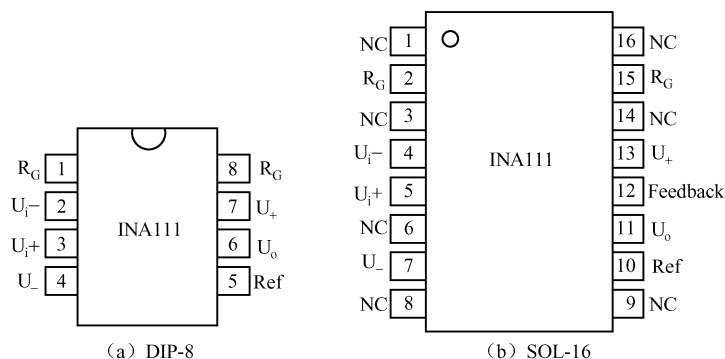 R_G 1 8 R_G
U_i− 2 7 U_+
U_i+ 3 INA111 6 U_o
U_− 4 5 Ref
(a) DIP-8
NC 1 16 NC
R_G 2 15 R_G
NC 3 14 NC
U_i− 4 INA111 13 U_+
U_i+ 5 12 Feedback
NC 6 11 U_o
U_− 7 10 Ref
NC 8 9 NC
(b) SOL-16